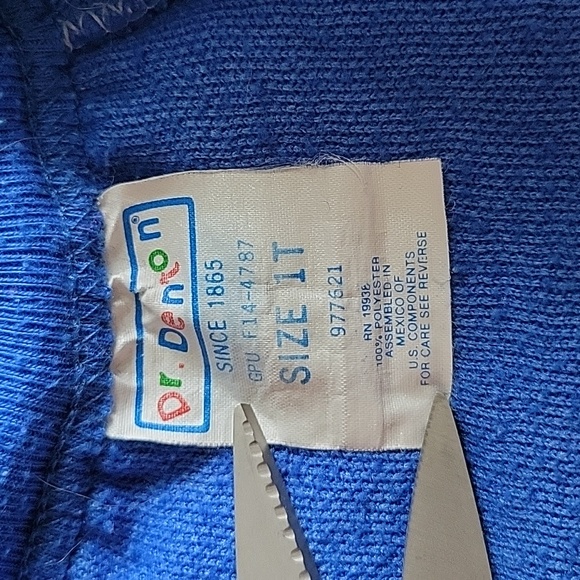 Dr. Denton®
SINCE 1865
GPU F14-4787
SIZE 1T
977621
RN 19936
100% POLYESTER
ASSEMBLED IN
MEXICO OF
U.S. COMPONENTS
FOR CARE SEE REVERSE